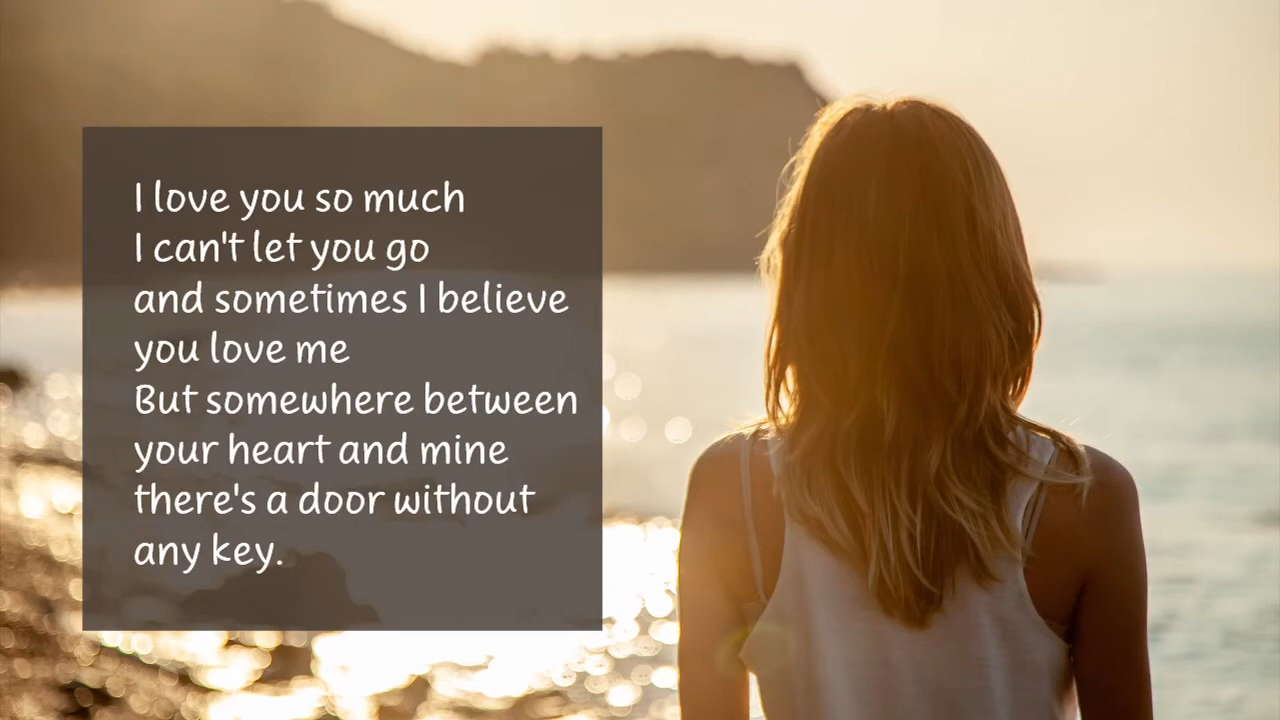 I love you so much
I can't let you go
and sometimes I believe
you love me
But somewhere between
your heart and mine
there's a door without
any key.